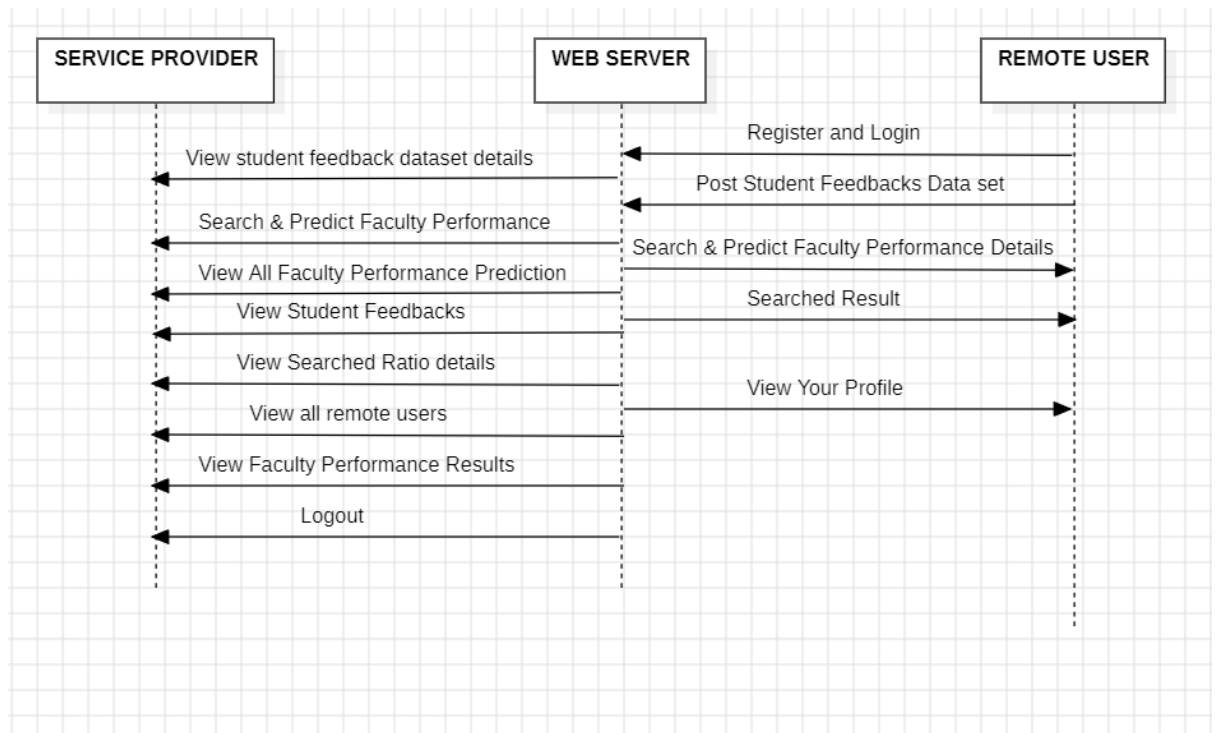 SERVICE PROVIDER
WEB SERVER
REMOTE USER
Register and Login
View student feedback dataset details
Post Student Feedbacks Data set
Search & Predict Faculty Performance
Search & Predict Faculty Performance Details
View All Faculty Performance Prediction
Searched Result
View Student Feedbacks
View Searched Ratio details
View Your Profile
View all remote users
View Faculty Performance Results
Logout